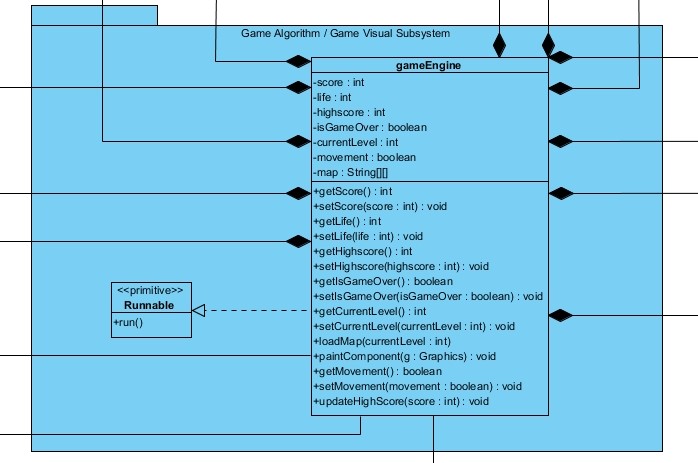 Game Algorithm / Game Visual Subsystem
gameEngine
-score : int
-life : int
-highscore : int
-isGameOver : boolean
-currentLevel : int
-movement : boolean
-map : String[][]
+getScore() : int
+setScore(score : int) : void
+getLife() : int
+setLife(life : int) : void
+getHighscore() : int
+setHighscore(highscore : int) : void
+getIsGameOver() : boolean
+setIsGameOver(isGameOver : boolean) : void
+getCurrentLevel() : int
+setCurrentLevel(currentLevel : int) : void
+loadMap(currentLevel : int)
+paintComponent(g : Graphics) : void
+getMovement() : boolean
+setMovement(movement : boolean) : void
+updateHighScore(score : int) : void
<<primitive>>
Runnable
+run()